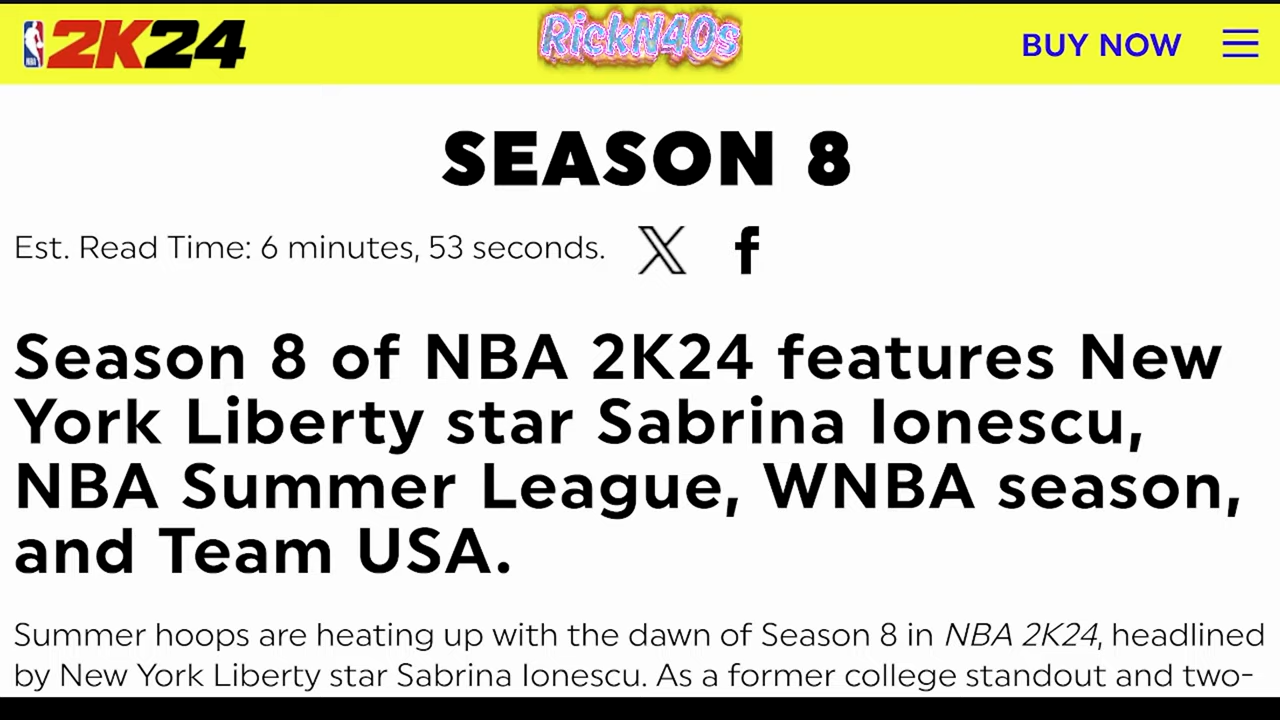 NBA 2K24 RickN40s BUY NOW
SEASON 8
Est. Read Time: 6 minutes, 53 seconds. X f
Season 8 of NBA 2K24 features New
York Liberty star Sabrina Ionescu,
NBA Summer League, WNBA season,
and Team USA.
Summer hoops are heating up with the dawn of Season 8 in NBA 2K24, headlined
by New York Liberty star Sabrina Ionescu. As a former college standout and two-